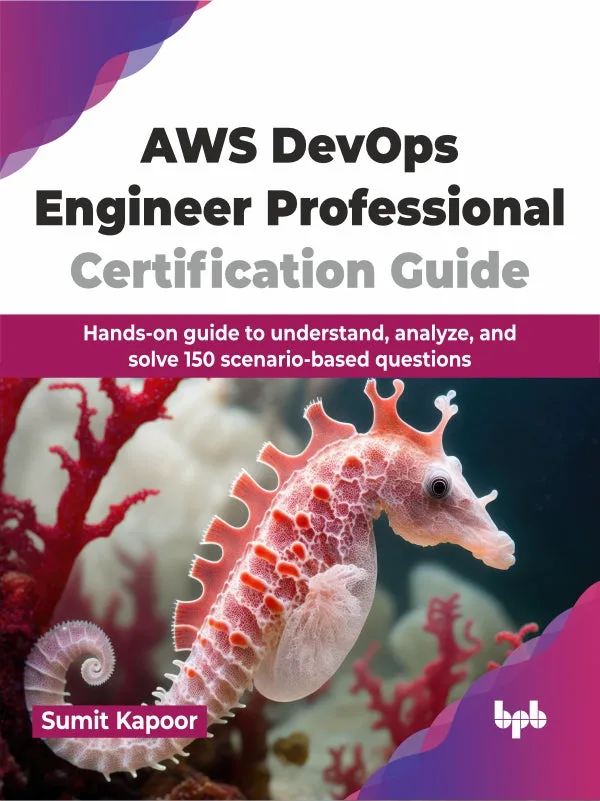 AWS DevOps
Engineer Professional
Certification Guide
Hands-on guide to understand, analyze, and
solve 150 scenario-based questions
Sumit Kapoor
bpb